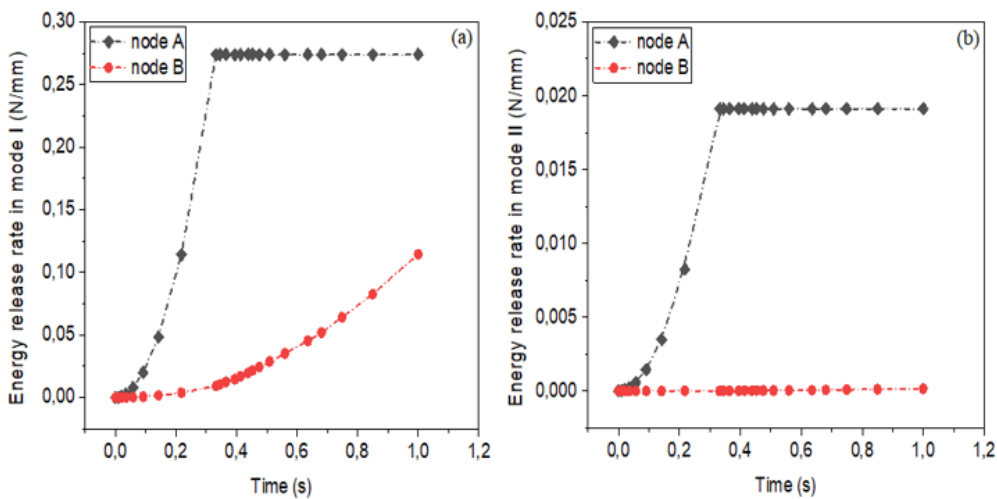 (a)
node A
node B
Energy release rate in mode I (N/mm)
0,30
0,25
0,20
0,15
0,10
0,05
0,00
0,0 0,2 0,4 0,6 0,8 1,0 1,2
Time (s)
(b)
node A
node B
Energy release rate in mode II (N/mm)
0,025
0,020
0,015
0,010
0,005
0,000
0,0 0,2 0,4 0,6 0,8 1,0 1,2
Time (s)